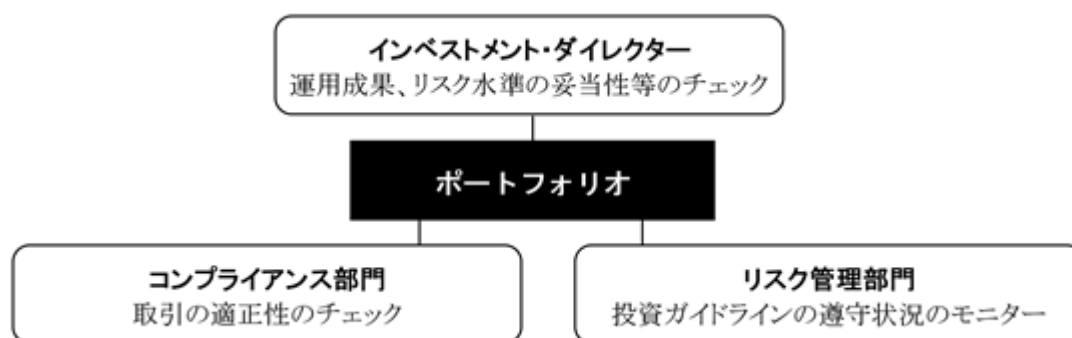 インベストメント・ダイレクター
運用成果、リスク水準の妥当性等のチェック
ポートフォリオ
コンプライアンス部門
取引の適正性のチェック
リスク管理部門
投資ガイドラインの遵守状況のモニター